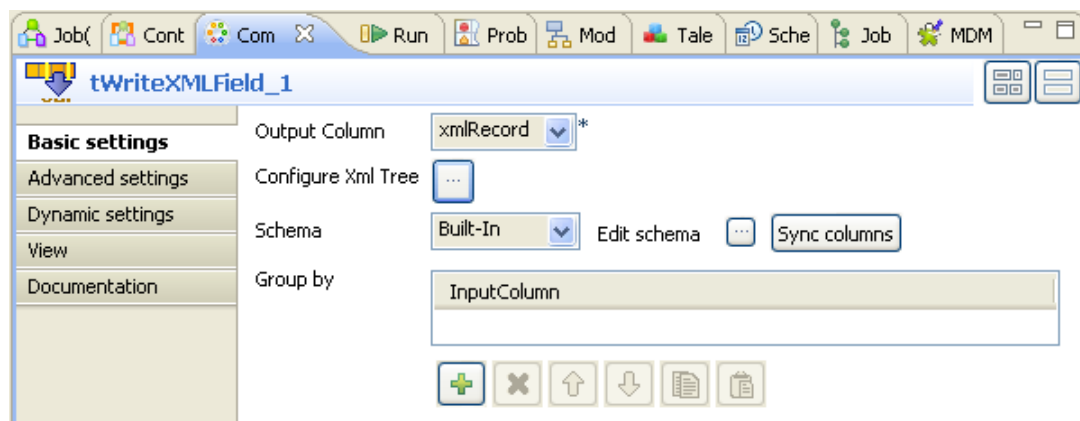 Job( Cont Com Run Prob Mod Tale Sche Job MDM
tWriteXMLField_1
Basic settings
Advanced settings
Dynamic settings
View
Documentation
Output Column xmlRecord *
Configure Xml Tree ...
Schema Built-In Edit schema ... Sync columns
Group by
InputColumn